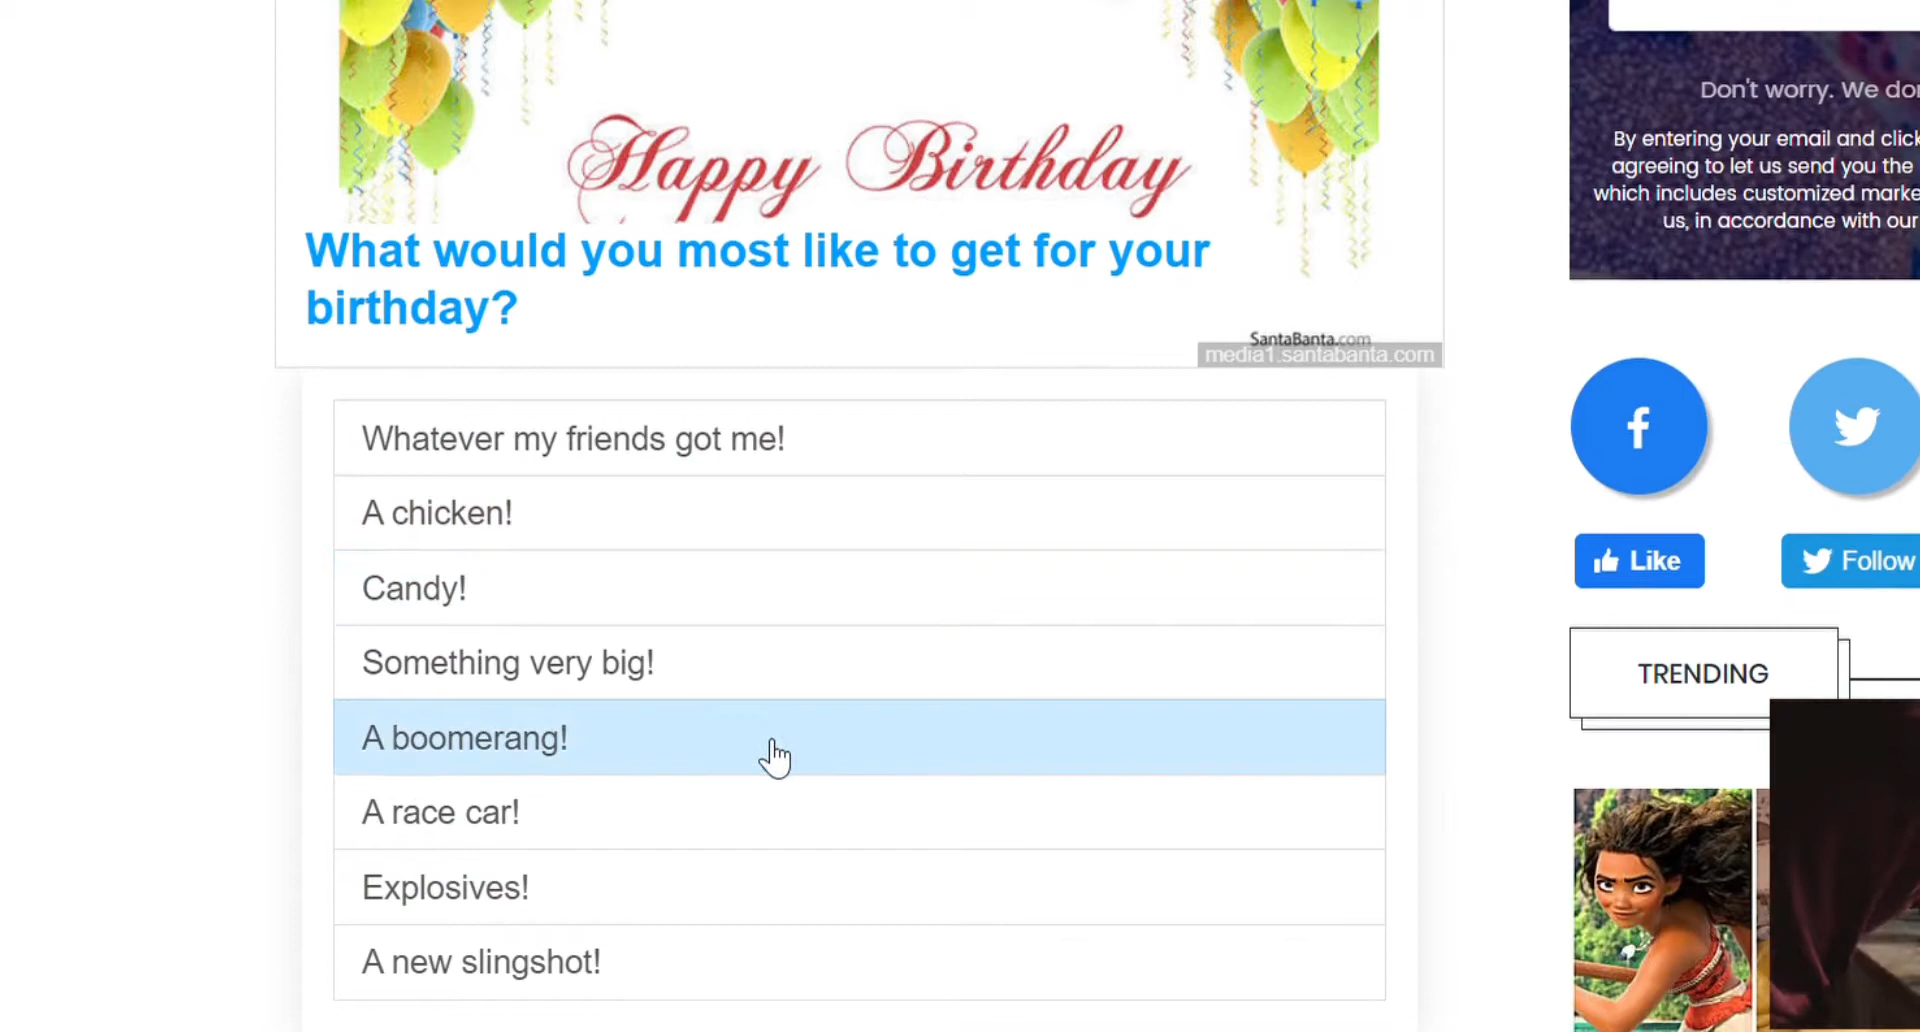 Happy Birthday
What would you most like to get for your
birthday?
SantaBanta.com
media1.santabanta.com
Whatever my friends got me!
A chicken!
Candy!
Something very big!
A boomerang!
A race car!
Explosives!
A new slingshot!
Don't worry. We
By entering your email and
agreeing to let us send you the
which includes customized
us, in accordance with our
f
Like
Follow
TRENDING